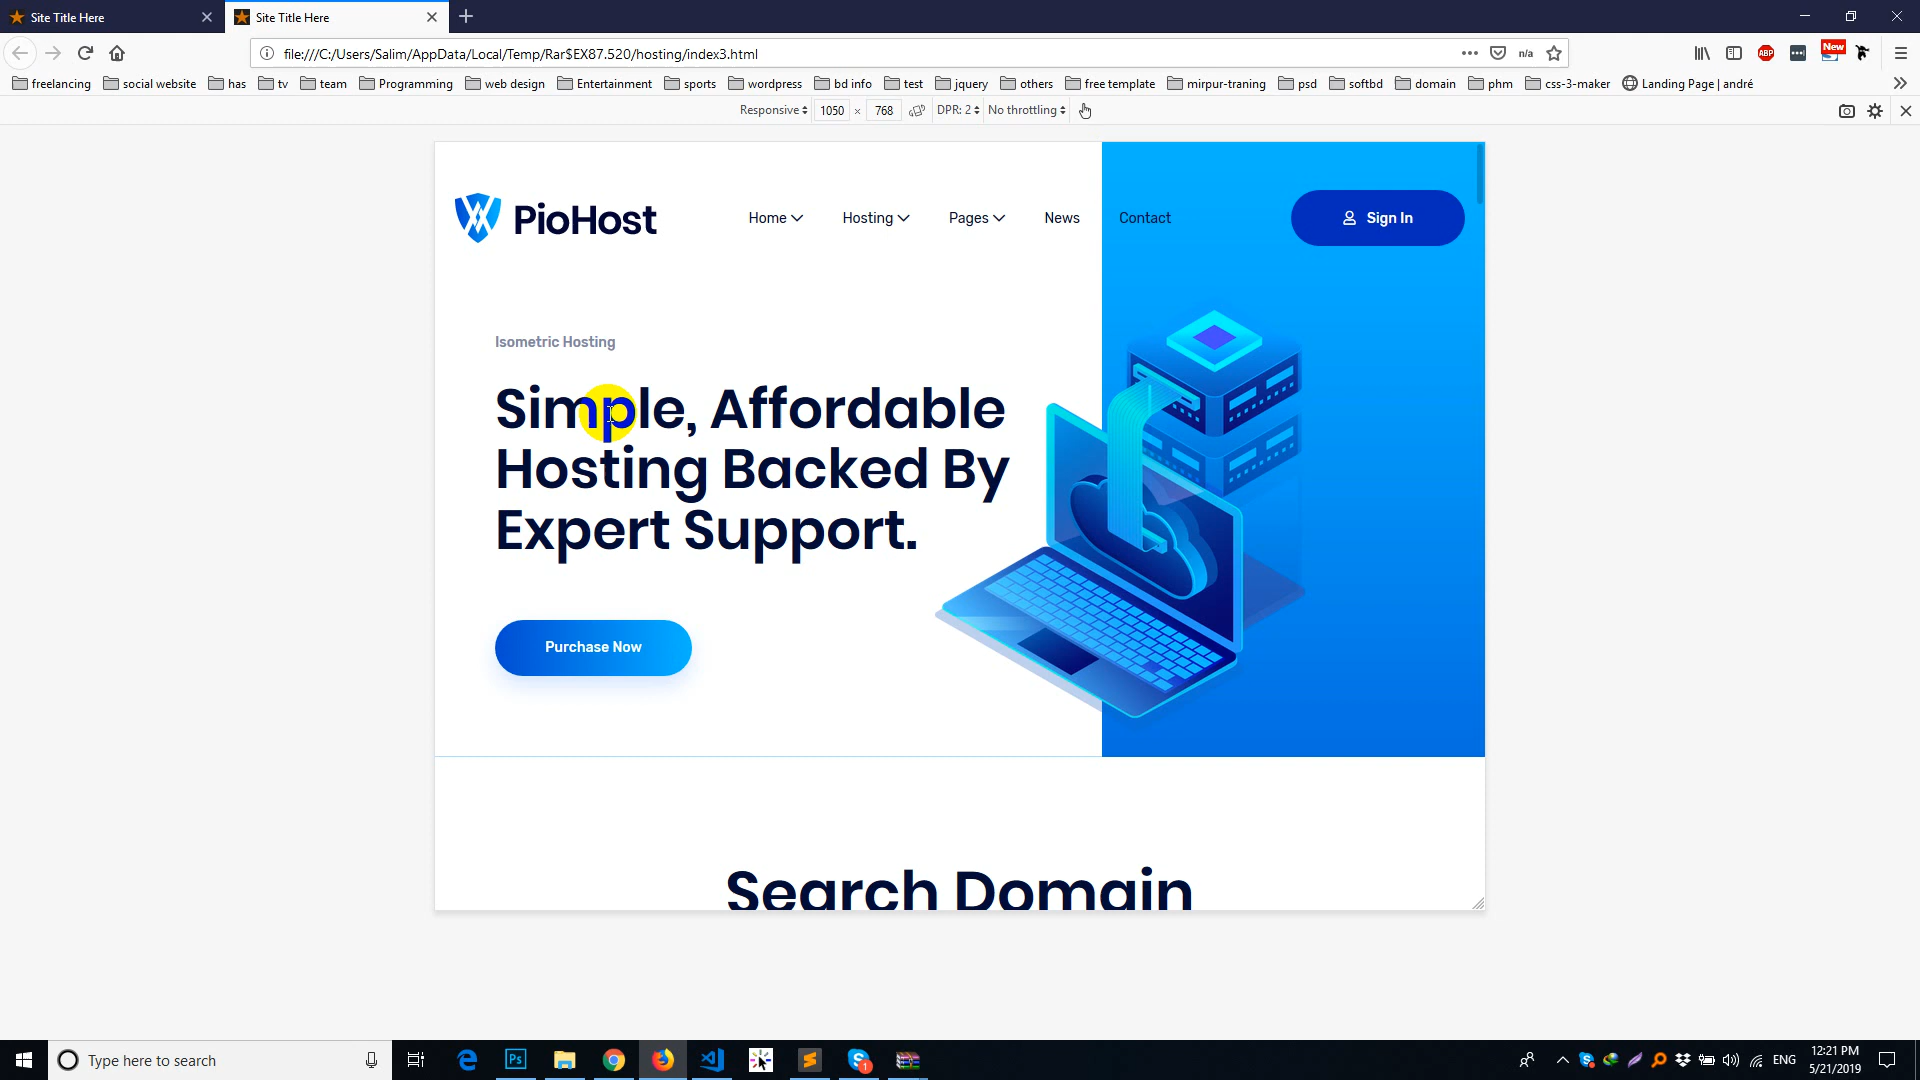 Site Title Here
Site Title Here
file:///C:/Users/Salim/AppData/Local/Temp/Rar$EX87.520/hosting/index3.html
n/a
ABP
New
freelancing social website has tv team Programming web design Entertainment sports wordpress bd info test jquery others free template mirpur-traning psd softbd domain phm css-3-maker Landing Page | andré
Responsive 1050 × 768 DPR: 2 No throttling
PioHost
Home Hosting Pages News Contact
Sign In
Isometric Hosting
Simple, Affordable
Hosting Backed By
Expert Support.
Purchase Now
Search Domain
Type here to search
Ps
1
ENG
12:21 PM
5/21/2019